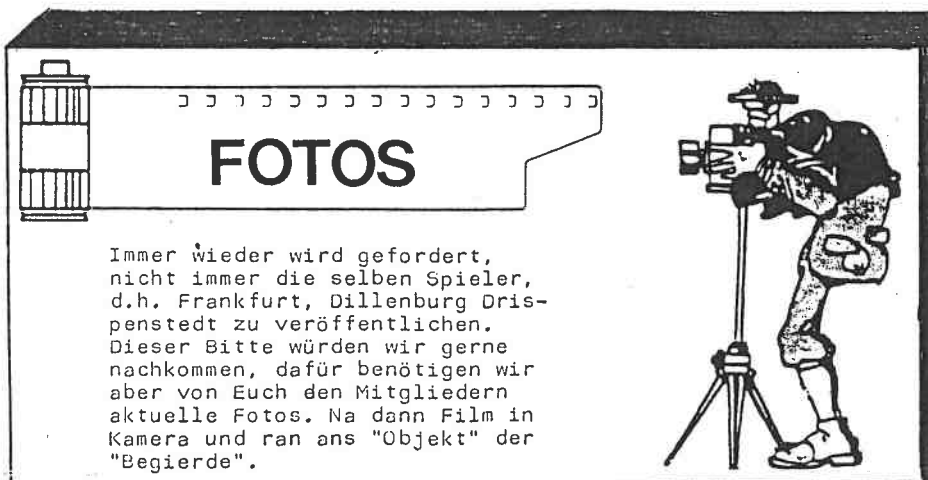 FOTOS
Immer wieder wird gefordert,
nicht immer die selben Spieler,
d.h. Frankfurt, Dillenburg Dris-
penstedt zu veröffentlichen.
Dieser Bitte würden wir gerne
nachkommen, dafür benötigen wir
aber von Euch den Mitgliedern
aktuelle Fotos. Na dann Film in
Kamera und ran ans "Objekt" der
"Begierde".